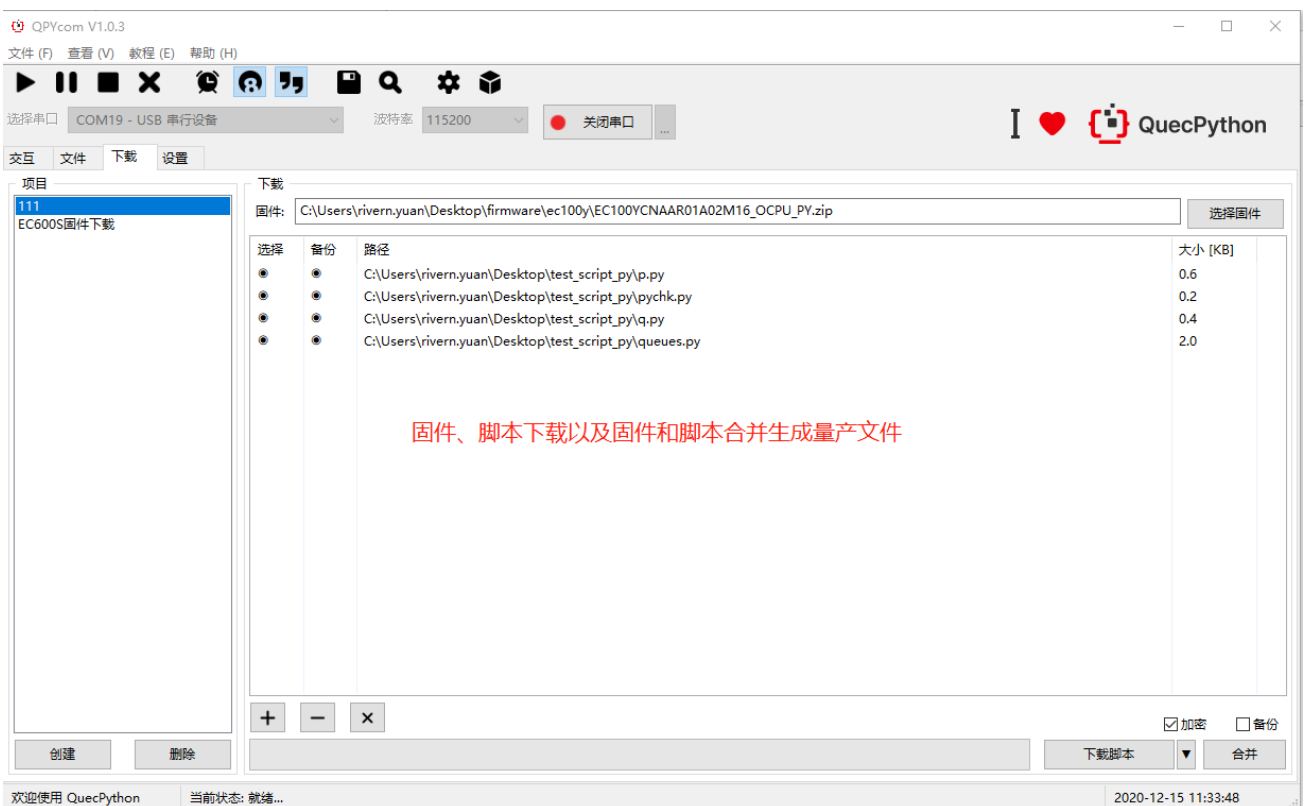 QPYcom V1.0.3
文件 (F) 查看 (V) 教程 (E) 帮助 (H)
选择串口 COM19 - USB 串行设备 波特率 115200 关闭串口 ... I QuecPython
交互 文件 下载 设置
项目
111
EC600S固件下载
创建 删除
下载
固件: C:\Users\rivern.yuan\Desktop\firmware\ec100y\EC100YCNAAR01A02M16_OCPU_PY.zip 选择固件
选择 备份 路径 大小 [KB]
C:\Users\rivern.yuan\Desktop\test_script_py\p.py 0.6
C:\Users\rivern.yuan\Desktop\test_script_py\pychk.py 0.2
C:\Users\rivern.yuan\Desktop\test_script_py\q.py 0.4
C:\Users\rivern.yuan\Desktop\test_script_py\queues.py 2.0
固件、脚本下载以及固件和脚本合并生成量产文件
加密 备份
下载脚本 合并
欢迎使用 QuecPython 当前状态: 就绪... 2020-12-15 11:33:48